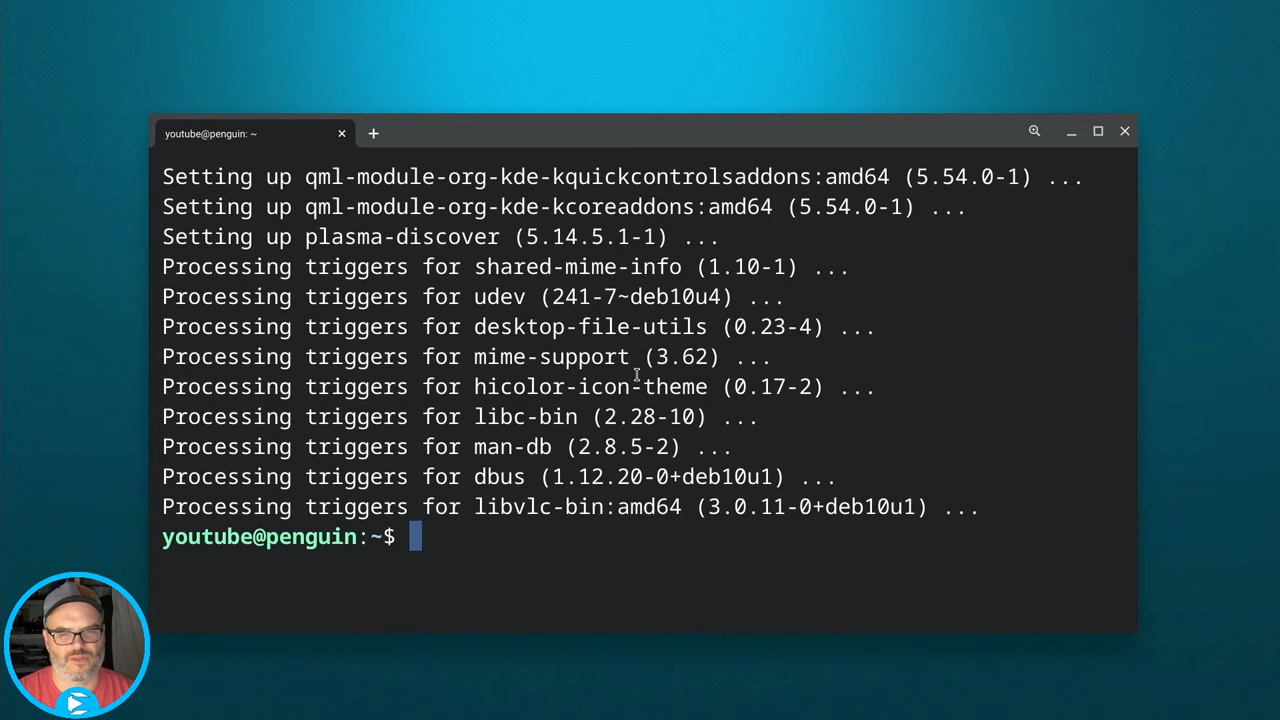 youtube@penguin: ~
Setting up qml-module-org-kde-kquickcontrolsaddons:amd64 (5.54.0-1) ...
Setting up qml-module-org-kde-kcoreaddons:amd64 (5.54.0-1) ...
Setting up plasma-discover (5.14.5.1-1) ...
Processing triggers for shared-mime-info (1.10-1) ...
Processing triggers for udev (241-7~deb10u4) ...
Processing triggers for desktop-file-utils (0.23-4) ...
Processing triggers for mime-support (3.62) ...
Processing triggers for hicolor-icon-theme (0.17-2) ...
Processing triggers for libc-bin (2.28-10) ...
Processing triggers for man-db (2.8.5-2) ...
Processing triggers for dbus (1.12.20-0+deb10u1) ...
Processing triggers for libvlc-bin:amd64 (3.0.11-0+deb10u1) ...
youtube@penguin:~$